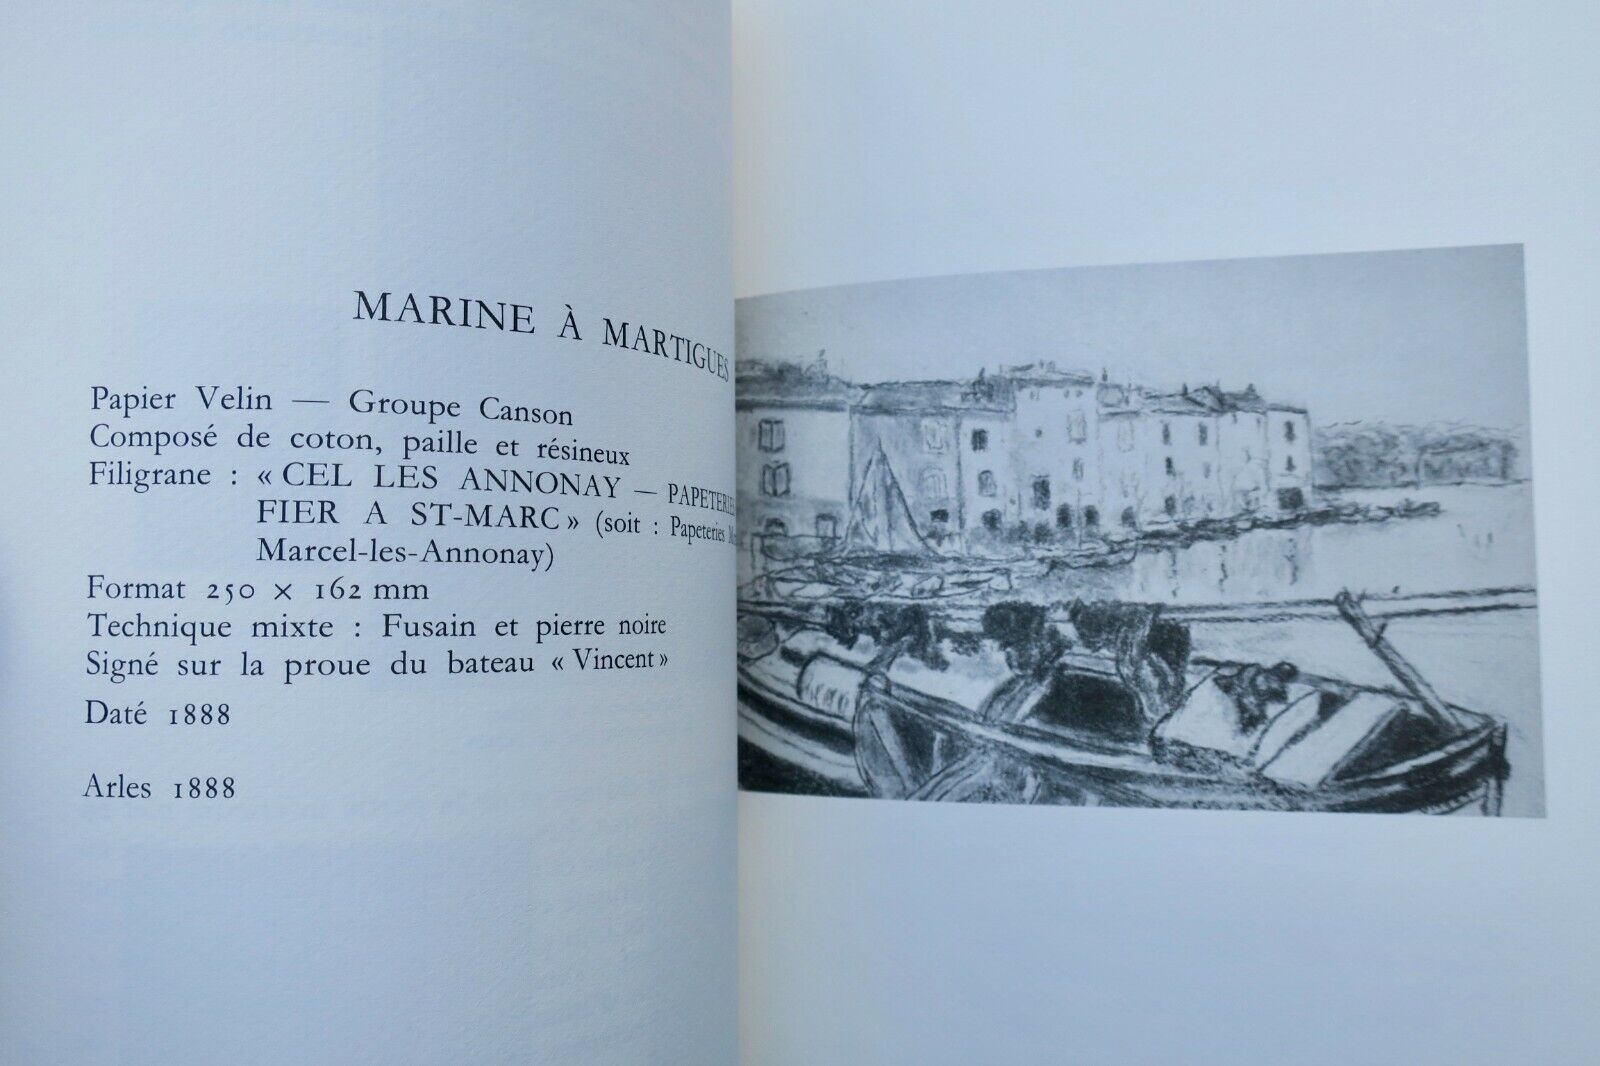 MARINE À MARTIGUES
Papier Velin — Groupe Canson
Composé de coton, paille et résineux
Filigrane : « CEL LES ANNONAY — PAPETERIES
FIER A ST-MARC » (soit : Papeteries
Marcel-les-Annonay)
Format 250 × 162 mm
Technique mixte : Fusain et pierre noire
Signé sur la proue du bateau « Vincent »
Daté 1888
Arles 1888